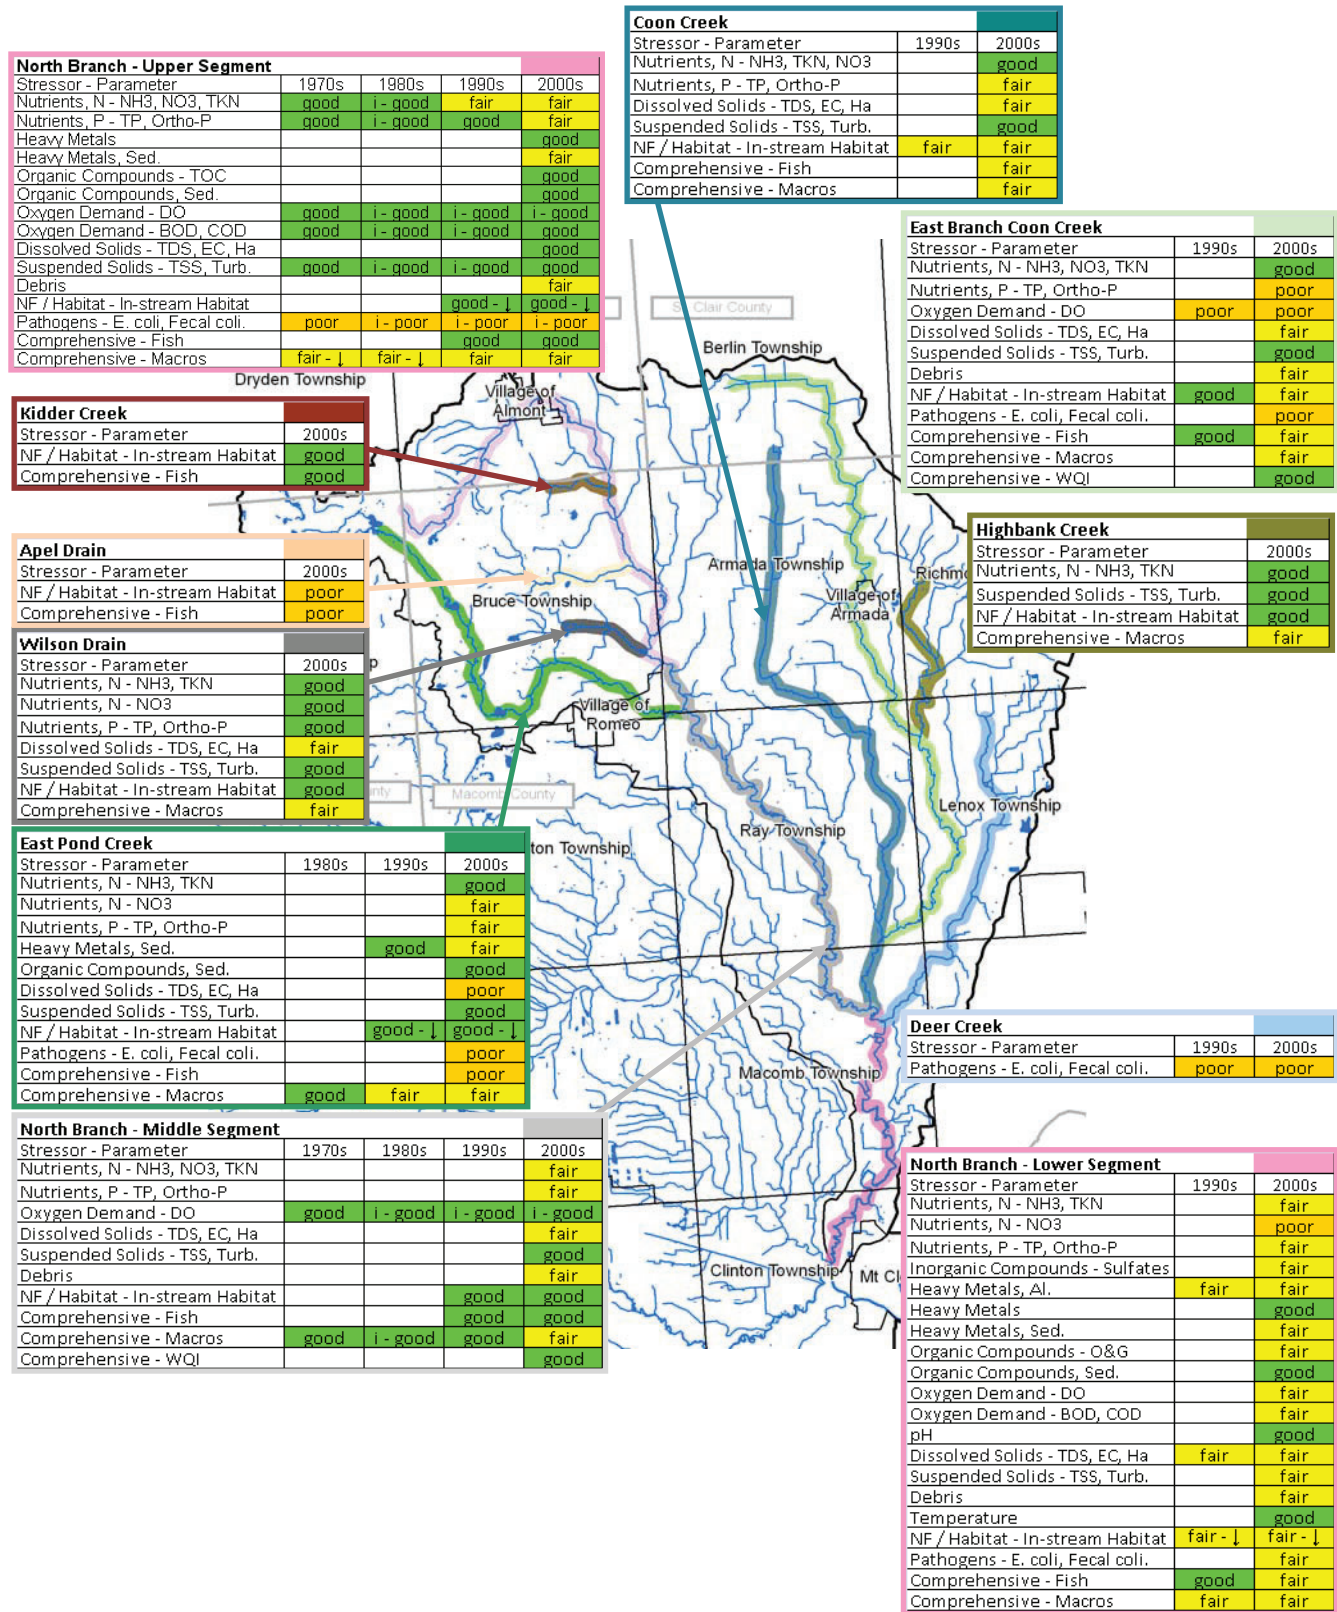 Coon Creek
Stressor - Parameter 1990s 2000s
Nutrients, N - NH3, TKN, NO3 good
Nutrients, P - TP, Ortho-P fair
Dissolved Solids - TDS, EC, Ha fair
Suspended Solids - TSS, Turb. good
NF / Habitat - In-stream Habitat fair fair
Comprehensive - Fish fair
Comprehensive - Macros fair
North Branch - Upper Segment
Stressor - Parameter 1970s 1980s 1990s 2000s
Nutrients, N - NH3, NO3, TKN good i - good fair fair
Nutrients, P - TP, Ortho-P good i - good good fair
Heavy Metals good
Heavy Metals, Sed. fair
Organic Compounds - TOC good
Organic Compounds, Sed. good
Oxygen Demand - DO good i - good i - good i - good
Oxygen Demand - BOD, COD good i - good i - good good
Dissolved Solids - TDS, EC, Ha good
Suspended Solids - TSS, Turb. good i - good i - good good
Debris fair
NF / Habitat - In-stream Habitat good - ↓ good - ↓
Pathogens - E. coli, Fecal coli. poor i - poor i - poor i - poor
Comprehensive - Fish good good
Comprehensive - Macros fair - ↓ fair - ↓ fair fair
East Branch Coon Creek
Stressor - Parameter 1990s 2000s
Nutrients, N - NH3, NO3, TKN good
Nutrients, P - TP, Ortho-P poor
Oxygen Demand - DO poor poor
Dissolved Solids - TDS, EC, Ha fair
Suspended Solids - TSS, Turb. good
Debris fair
NF / Habitat - In-stream Habitat good fair
Pathogens - E. coli, Fecal coli. poor
Comprehensive - Fish good fair
Comprehensive - Macros fair
Comprehensive - WQI good
Clair County
Berlin Township
Dryden Township
Village of
Almont
Kidder Creek
Stressor - Parameter 2000s
NF / Habitat - In-stream Habitat good
Comprehensive - Fish good
Highbank Creek
Stressor - Parameter 2000s
Nutrients, N - NH3, TKN good
Suspended Solids - TSS, Turb. good
NF / Habitat - In-stream Habitat good
Comprehensive - Macros fair
Apel Drain
Stressor - Parameter 2000s
NF / Habitat - In-stream Habitat poor
Comprehensive - Fish poor
Armada Township
Richmo
Village of
Armada
Bruce Township
Wilson Drain
Stressor - Parameter 2000s
Nutrients, N - NH3, TKN good
Nutrients, N - NO3 good
Nutrients, P - TP, Ortho-P good
Dissolved Solids - TDS, EC, Ha fair
Suspended Solids - TSS, Turb. good
NF / Habitat - In-stream Habitat good
Comprehensive - Macros fair
p
Village of
Romeo
nty
Macomb County
Lenox Township
Ray Township
ton Township
East Pond Creek
Stressor - Parameter 1980s 1990s 2000s
Nutrients, N - NH3, TKN good
Nutrients, N - NO3 fair
Nutrients, P - TP, Ortho-P fair
Heavy Metals, Sed. good fair
Organic Compounds, Sed. good
Dissolved Solids - TDS, EC, Ha poor
Suspended Solids - TSS, Turb. good
NF / Habitat - In-stream Habitat good - ↓ good - ↓
Pathogens - E. coli, Fecal coli. poor
Comprehensive - Fish poor
Comprehensive - Macros good fair fair
Deer Creek
Stressor - Parameter 1990s 2000s
Pathogens - E. coli, Fecal coli. poor poor
Macomb Township
North Branch - Middle Segment
Stressor - Parameter 1970s 1980s 1990s 2000s
Nutrients, N - NH3, NO3, TKN fair
Nutrients, P - TP, Ortho-P fair
Oxygen Demand - DO good i - good i - good i - good
Dissolved Solids - TDS, EC, Ha fair
Suspended Solids - TSS, Turb. good
Debris fair
NF / Habitat - In-stream Habitat good good
Comprehensive - Fish good good
Comprehensive - Macros good i - good good fair
Comprehensive - WQI good
Clinton Township
Mt Cl
North Branch - Lower Segment
Stressor - Parameter 1990s 2000s
Nutrients, N - NH3, TKN fair
Nutrients, N - NO3 poor
Nutrients, P - TP, Ortho-P fair
Inorganic Compounds - Sulfates fair
Heavy Metals, Al. fair fair
Heavy Metals good
Heavy Metals, Sed. fair
Organic Compounds - O&G fair
Organic Compounds, Sed. good
Oxygen Demand - DO fair
Oxygen Demand - BOD, COD fair
pH good
Dissolved Solids - TDS, EC, Ha fair fair
Suspended Solids - TSS, Turb. fair
Debris fair
Temperature good
NF / Habitat - In-stream Habitat fair - ↓ fair - ↓
Pathogens - E. coli, Fecal coli. fair
Comprehensive - Fish good fair
Comprehensive - Macros fair fair